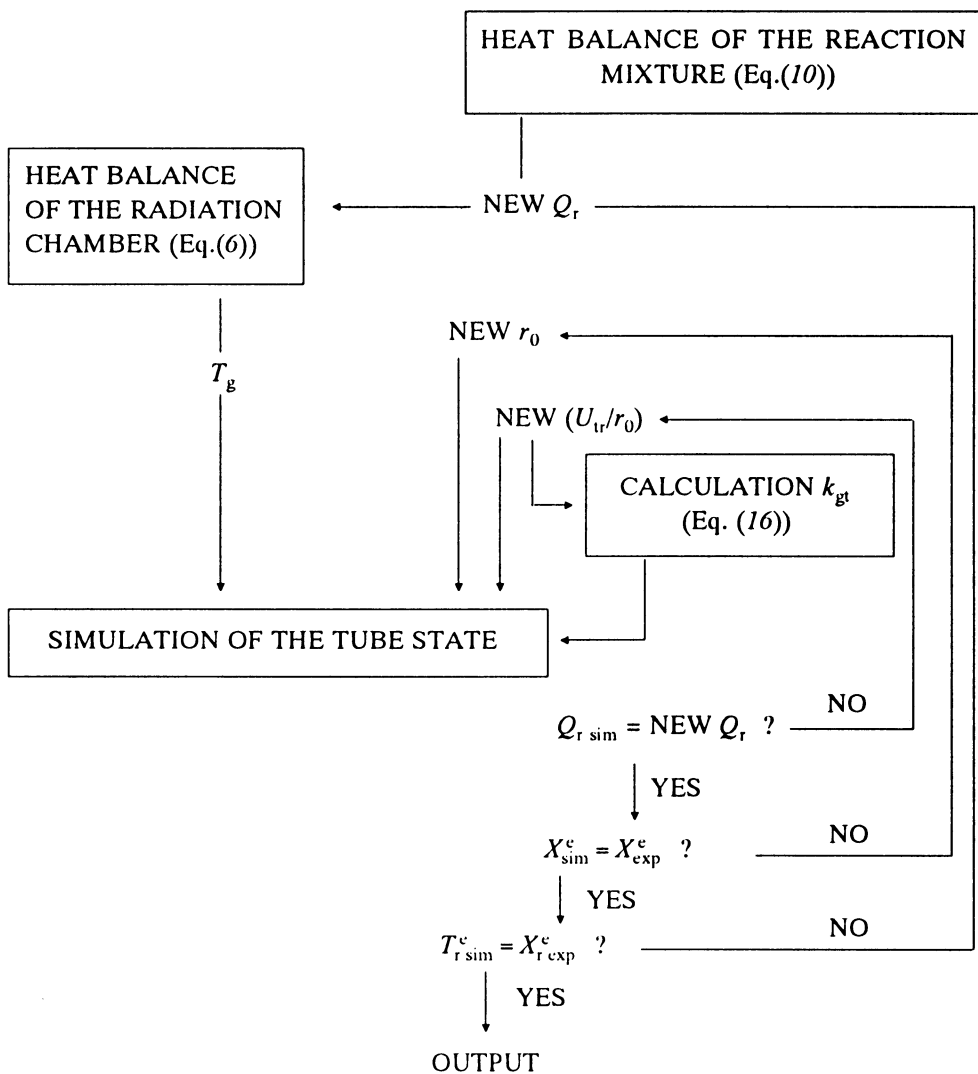 HEAT BALANCE OF THE REACTION
MIXTURE (Eq.(10))
HEAT BALANCE
OF THE RADIATION
CHAMBER (Eq.(6))
NEW Q_r
NEW r_0
T_g
NEW (U_tr/r_0)
CALCULATION k_gt
(Eq. (16))
SIMULATION OF THE TUBE STATE
NO
Q_r sim = NEW Q_r ?
YES
NO
X^e_sim = X^e_exp ?
YES
NO
T^e_r sim = X^e_r exp ?
YES
OUTPUT